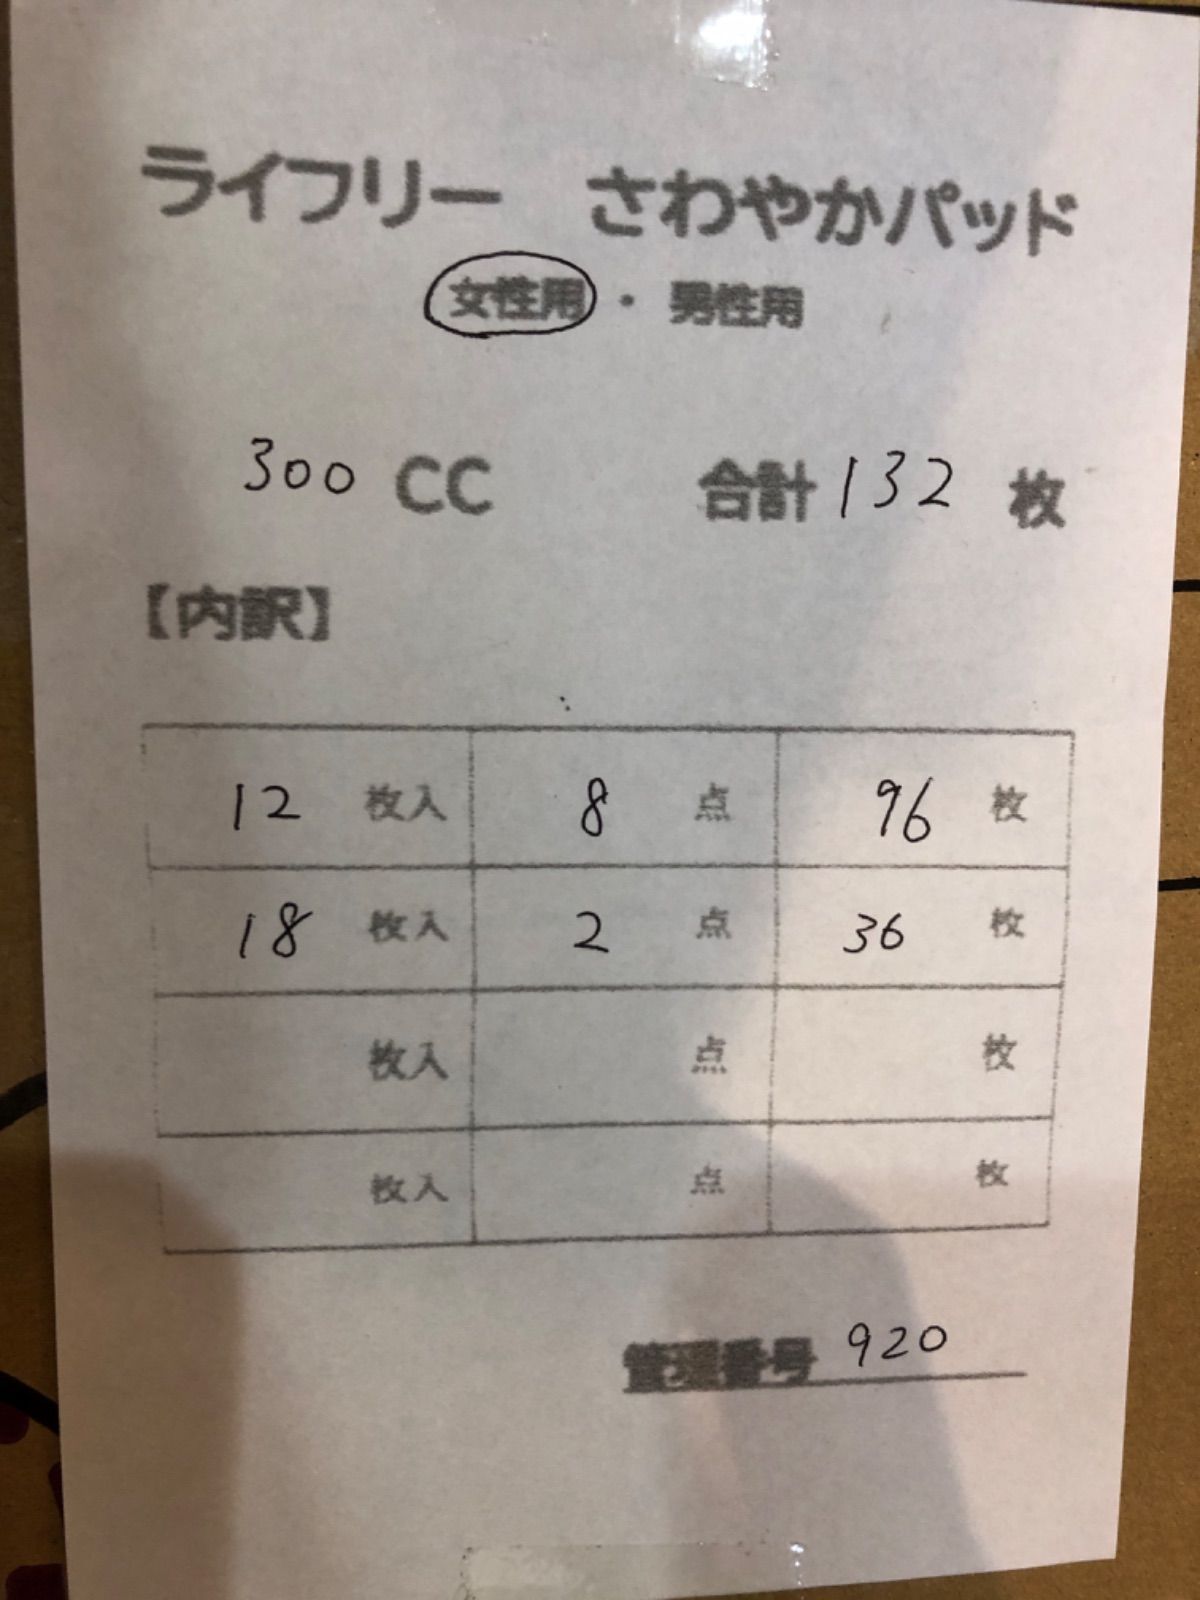 ライフリー さわやかパッド
女性用 ・ 男性用
300 CC 合計 132 枚
【内訳】
12 枚入 8 点 96 枚
18 枚入 2 点 36 枚
枚入 点 枚
枚入 点 枚
管理番号 920